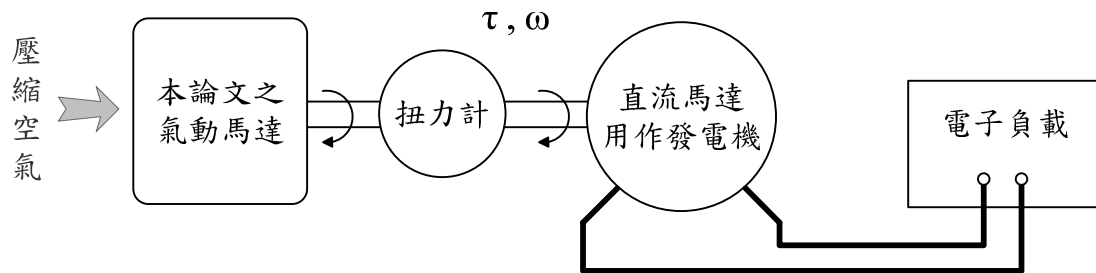 τ , ω
壓
縮
空
氣
本論文之
氣動馬達
扭力計
直流馬達
用作發電機
電子負載